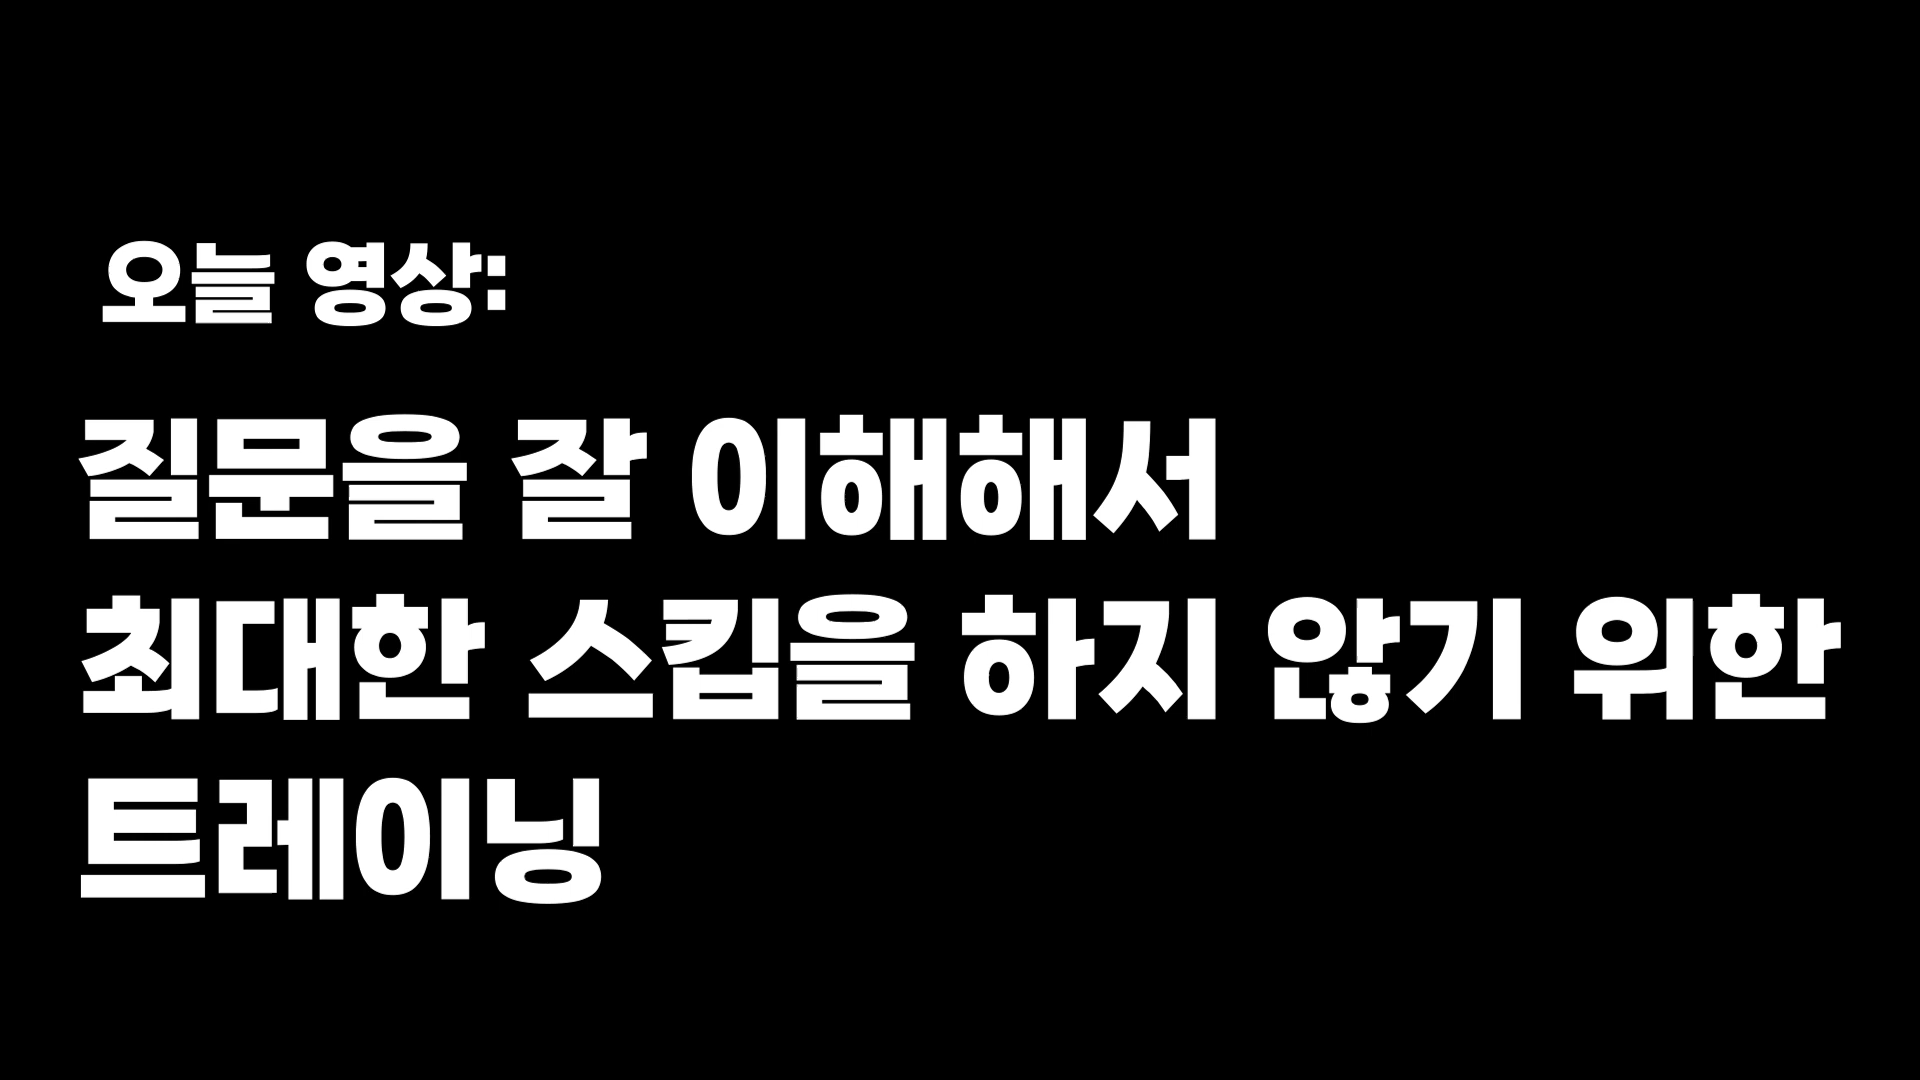 오늘 영상:
질문을 잘 이해해서
최대한 스킵을 하지 않기 위한
트레이닝